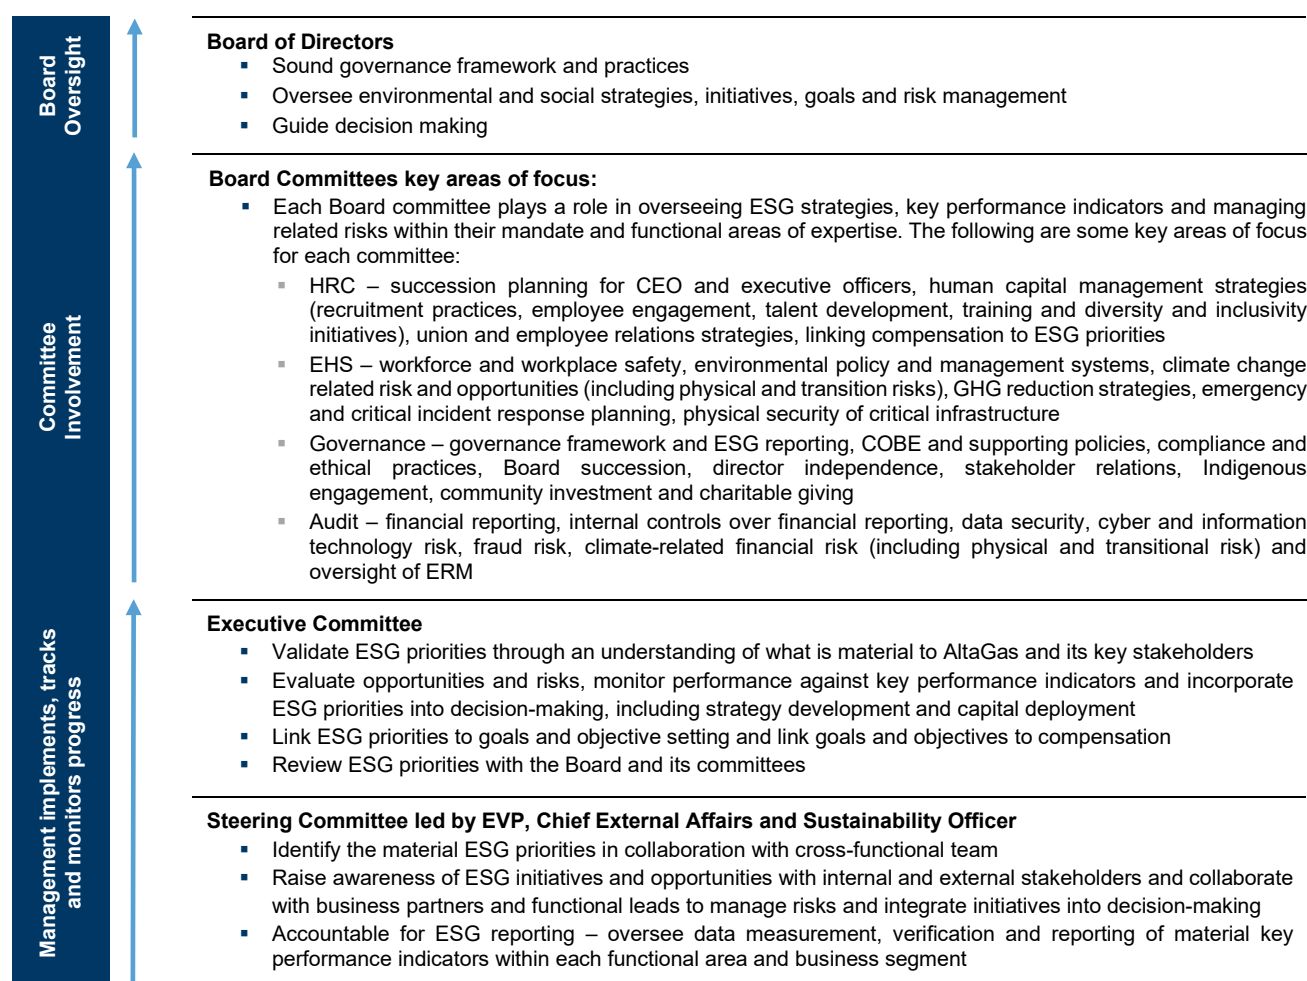 Board
Oversight
Board of Directors
▪ Sound governance framework and practices
▪ Oversee environmental and social strategies, initiatives, goals and risk management
▪ Guide decision making
Committee
Involvement
Board Committees key areas of focus:
▪ Each Board committee plays a role in overseeing ESG strategies, key performance indicators and managing
related risks within their mandate and functional areas of expertise. The following are some key areas of focus
for each committee:
▪ HRC – succession planning for CEO and executive officers, human capital management strategies
(recruitment practices, employee engagement, talent development, training and diversity and inclusivity
initiatives), union and employee relations strategies, linking compensation to ESG priorities
▪ EHS – workforce and workplace safety, environmental policy and management systems, climate change
related risk and opportunities (including physical and transition risks), GHG reduction strategies, emergency
and critical incident response planning, physical security of critical infrastructure
▪ Governance – governance framework and ESG reporting, COBE and supporting policies, compliance and
ethical practices, Board succession, director independence, stakeholder relations, Indigenous
engagement, community investment and charitable giving
▪ Audit – financial reporting, internal controls over financial reporting, data security, cyber and information
technology risk, fraud risk, climate-related financial risk (including physical and transitional risk) and
oversight of ERM
Management implements, tracks
and monitors progress
Executive Committee
▪ Validate ESG priorities through an understanding of what is material to AltaGas and its key stakeholders
▪ Evaluate opportunities and risks, monitor performance against key performance indicators and incorporate
ESG priorities into decision-making, including strategy development and capital deployment
▪ Link ESG priorities to goals and objective setting and link goals and objectives to compensation
▪ Review ESG priorities with the Board and its committees
Steering Committee led by EVP, Chief External Affairs and Sustainability Officer
▪ Identify the material ESG priorities in collaboration with cross-functional team
▪ Raise awareness of ESG initiatives and opportunities with internal and external stakeholders and collaborate
with business partners and functional leads to manage risks and integrate initiatives into decision-making
▪ Accountable for ESG reporting – oversee data measurement, verification and reporting of material key
performance indicators within each functional area and business segment